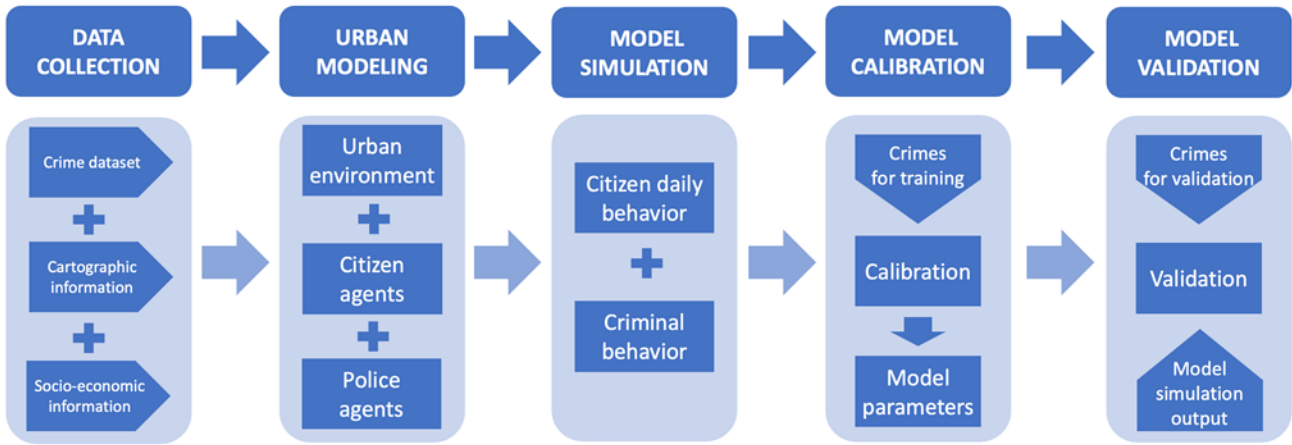 DATA
COLLECTION
URBAN
MODELING
MODEL
SIMULATION
MODEL
CALIBRATION
MODEL
VALIDATION
Crime dataset
Cartographic
information
Socio-economic
information
Urban
environment
Citizen
agents
Police
agents
Citizen daily
behavior
Criminal
behavior
Crimes
for training
Calibration
Model
parameters
Crimes
for validation
Validation
Model
simulation
output